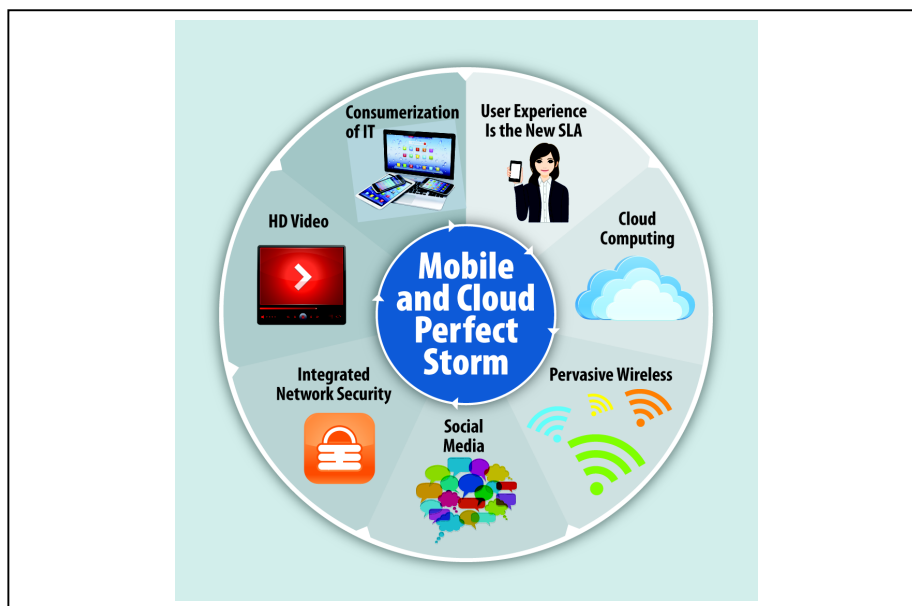 Consumerization
of IT
User Experience
Is the New SLA
Cloud
Computing
Pervasive Wireless
Social
Media
Integrated
Network Security
HD Video
Mobile
and Cloud
Perfect
Storm